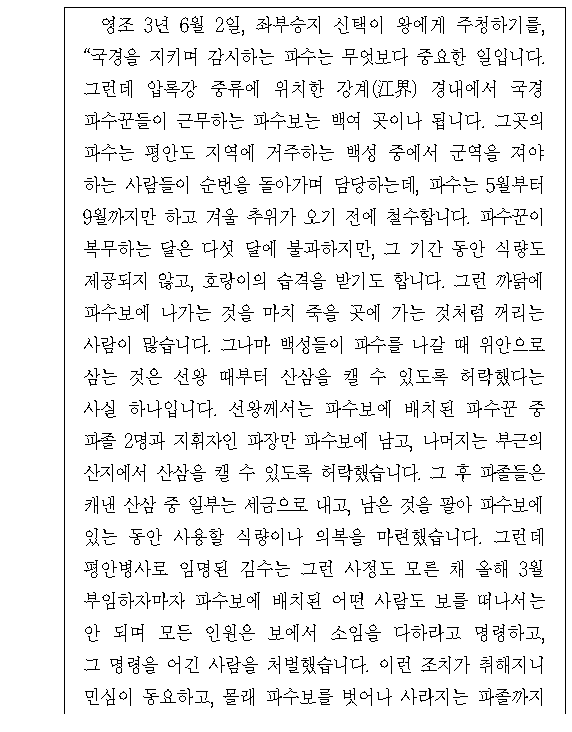 영조 3년 6월 2일, 좌부승지 신택이 왕에게 주청하기를,
“국경을 지키며 감시하는 파수는 무엇보다 중요한 일입니다.
그런데 압록강 중류에 위치한 강계(江界) 경내에서 국경
파수꾼들이 근무하는 파수보는 백여 곳이나 됩니다. 그곳의
파수는 평안도 지역에 거주하는 백성 중에서 군역을 져야
하는 사람들이 순번을 돌아가며 담당하는데, 파수는 5월부터
9월까지만 하고 겨울 추위가 오기 전에 철수합니다. 파수꾼이
복무하는 달은 다섯 달에 불과하지만, 그 기간 동안 식량도
제공되지 않고, 호랑이의 습격을 받기도 합니다. 그런 까닭에
파수보에 나가는 것을 마치 죽을 곳에 가는 것처럼 꺼리는
사람이 많습니다. 그나마 백성들이 파수를 나갈 때 위안으로
삼는 것은 선왕 때부터 산삼을 캘 수 있도록 허락했다는
사실 하나입니다. 선왕께서는 파수보에 배치된 파수꾼 중
파졸 2명과 지휘자인 파장만 파수보에 남고, 나머지는 부근의
산지에서 산삼을 캘 수 있도록 허락했습니다. 그 후 파졸들은
캐낸 산삼 중 일부는 세금으로 내고, 남은 것을 팔아 파수보에
있는 동안 사용할 식량이나 의복을 마련했습니다. 그런데
평안병사로 임명된 김수는 그런 사정도 모른 채 올해 3월
부임하자마자 파수보에 배치된 어떤 사람도 보를 떠나서는
안 되며 모든 인원은 보에서 소임을 다하라고 명령하고,
그 명령을 어긴 사람을 처벌했습니다. 이런 조치가 취해지니
민심이 동요하고, 몰래 파수보를 벗어나 사라지는 파졸까지